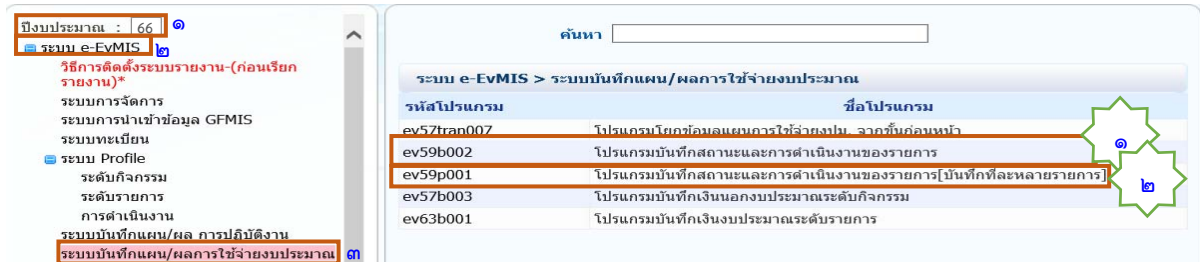 ปีงบประมาณ : 66 ๑
ระบบ e-EvMIS ๒
วิธีการติดตั้งระบบรายงาน-(ก่อนเรียก
รายงาน)*
ระบบการจัดการ
ระบบการนำเข้าข้อมูล GFMIS
ระบบทะเบียน
ระบบ Profile
ระดับกิจกรรม
ระดับรายการ
การดำเนินงาน
ระบบบันทึกแผน/ผล การปฏิบัติงาน
ระบบบันทึกแผน/ผลการใช้จ่ายงบประมาณ ๓
ค้นหา
ระบบ e-EvMIS > ระบบบันทึกแผน/ผลการใช้จ่ายงบประมาณ
รหัสโปรแกรม ชื่อโปรแกรม
ev57tran007 โปรแกรมโยกข้อมูลแผนการใช้จ่ายงปม. จากขั้นก่อนหน้า
ev59b002 โปรแกรมบันทึกสถานะและการดำเนินงานของรายการ ๑
ev59p001 โปรแกรมบันทึกสถานะและการดำเนินงานของรายการ[บันทึกทีละหลายรายการ] ๒
ev57b003 โปรแกรมบันทึกเงินนอกงบประมาณระดับกิจกรรม
ev63b001 โปรแกรมบันทึกเงินงบประมาณระดับรายการ